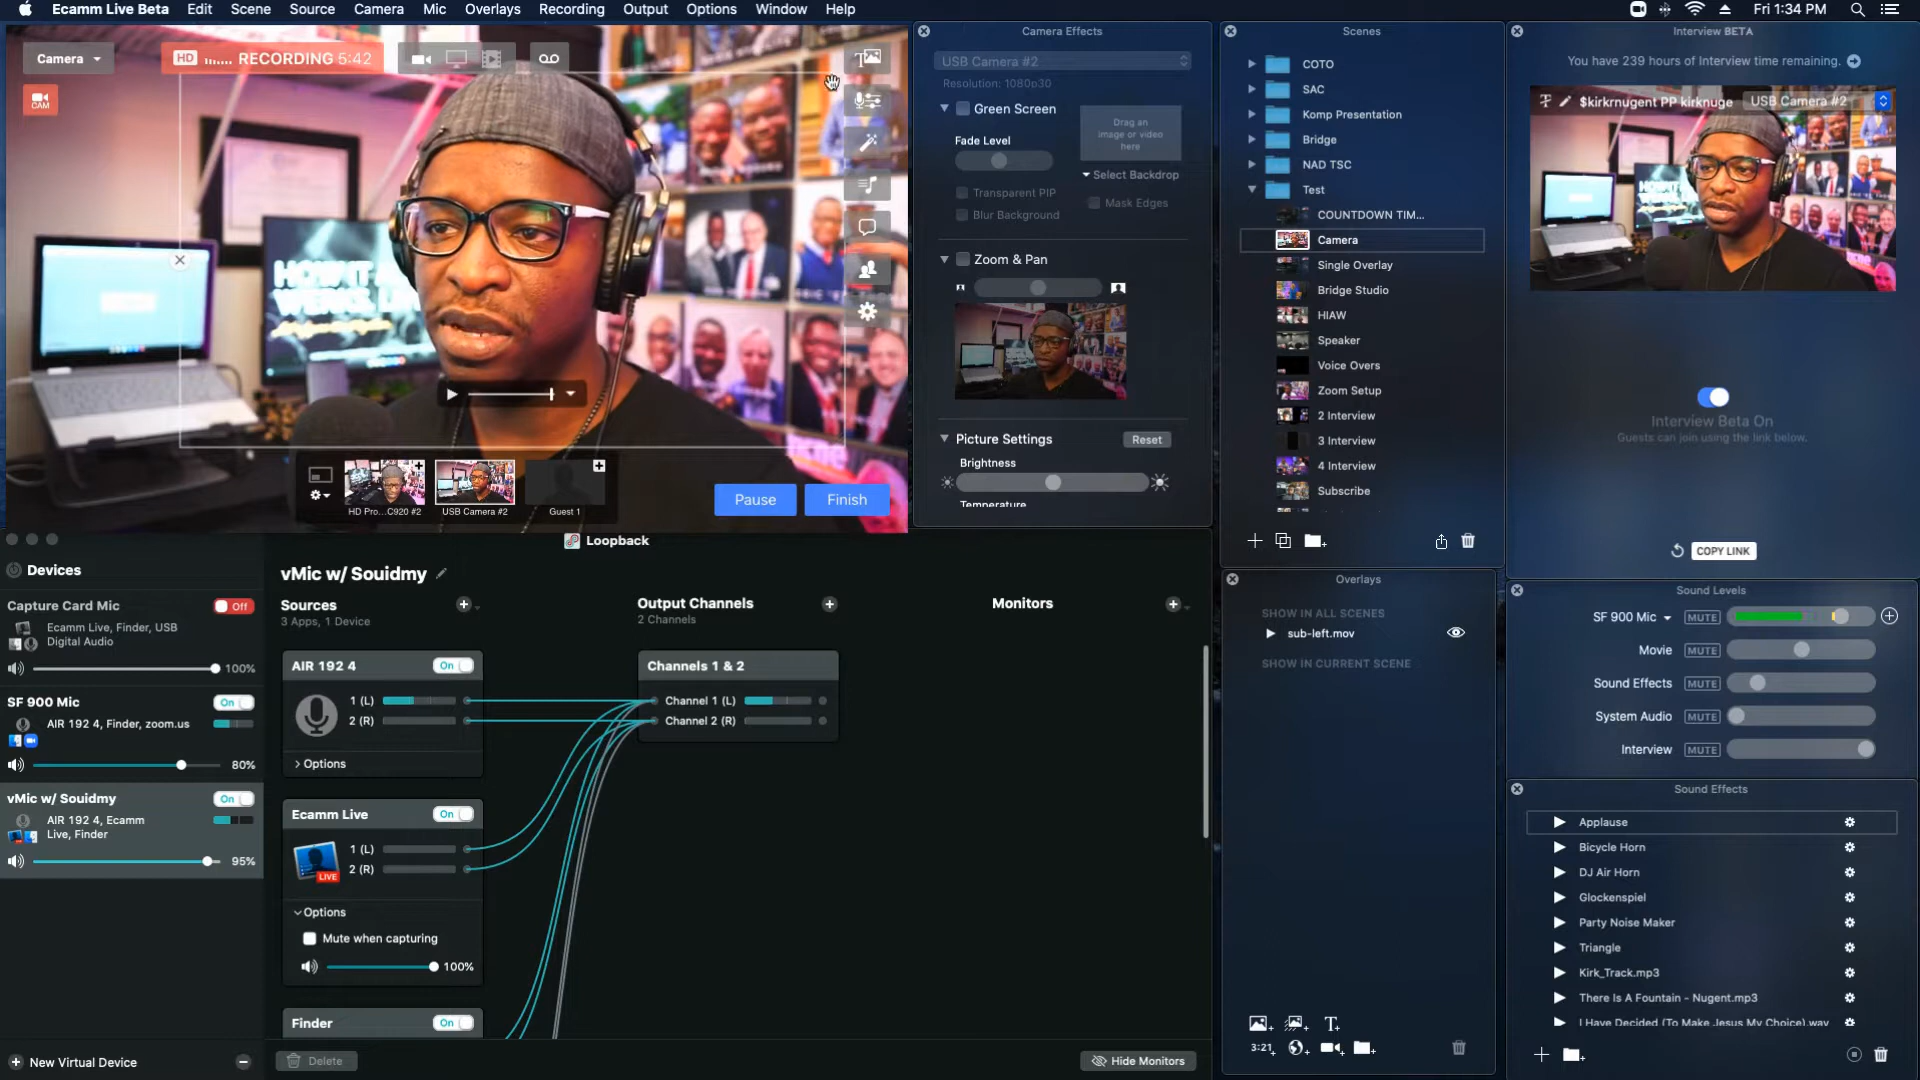 Ecamm Live Beta Edit Scene Source Camera Mic Overlays Recording Output Options Window Help
Fri 1:34 PM
Camera
HD RECORDING 5:42
CAM
HD Pro...C920 #2
USB Camera #2
Guest 1
Pause
Finish
Camera Effects
USB Camera #2
Resolution: 1080p30
Green Screen
Drag an
image or video
here
Fade Level
Select Backdrop
Transparent PIP
Mask Edges
Blur Background
Zoom & Pan
Picture Settings
Reset
Brightness
Temperature
Scenes
COTO
SAC
Komp Presentation
Bridge
NAD TSC
Test
COUNTDOWN TIM...
Camera
Single Overlay
Bridge Studio
HIAW
Speaker
Voice Overs
Zoom Setup
2 Interview
3 Interview
4 Interview
Subscribe
Interview BETA
You have 239 hours of Interview time remaining.
$kirkrnugent PP kirknuge
USB Camera #2
Interview Beta On
Guests can join using the link below.
COPY LINK
Loopback
Devices
Capture Card Mic
Off
Ecamm Live, Finder, USB
Digital Audio
100%
SF 900 Mic
On
AIR 192 4, Finder, zoom.us
80%
vMic w/ Souidmy
On
AIR 192 4, Ecamm
Live, Finder
95%
New Virtual Device
vMic w/ Souidmy
Sources
3 Apps, 1 Device
AIR 192 4
On
1 (L)
2 (R)
Options
Ecamm Live
On
1 (L)
2 (R)
LIVE
Options
Mute when capturing
100%
Finder
On
Delete
Output Channels
2 Channels
Channels 1 & 2
Channel 1 (L)
Channel 2 (R)
Monitors
Hide Monitors
Overlays
SHOW IN ALL SCENES
sub-left.mov
SHOW IN CURRENT SCENE
3:21
Sound Levels
SF 900 Mic
MUTE
Movie
MUTE
Sound Effects
MUTE
System Audio
MUTE
Interview
MUTE
Sound Effects
Applause
Bicycle Horn
DJ Air Horn
Glockenspiel
Party Noise Maker
Triangle
Kirk_Track.mp3
There Is A Fountain - Nugent.mp3
I Have Decided (To Make Jesus My Choice).wav